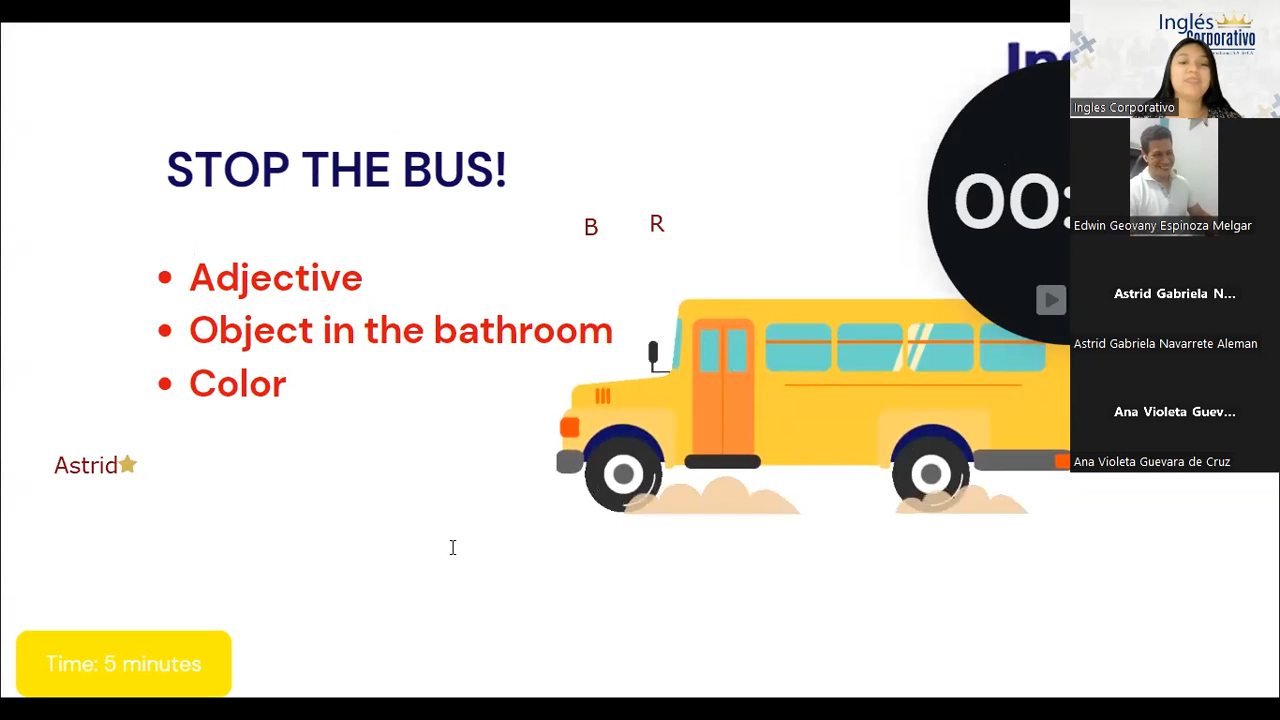 Inglés
Corporativo
Ingles Corporativo
STOP THE BUS!
00:
B R
Edwin Geovany Espinoza Melgar
• Adjective
Astrid Gabriela N...
• Object in the bathroom
Astrid Gabriela Navarrete Aleman
• Color
Ana Violeta Guev...
Astrid
Ana Violeta Guevara de Cruz
Time: 5 minutes